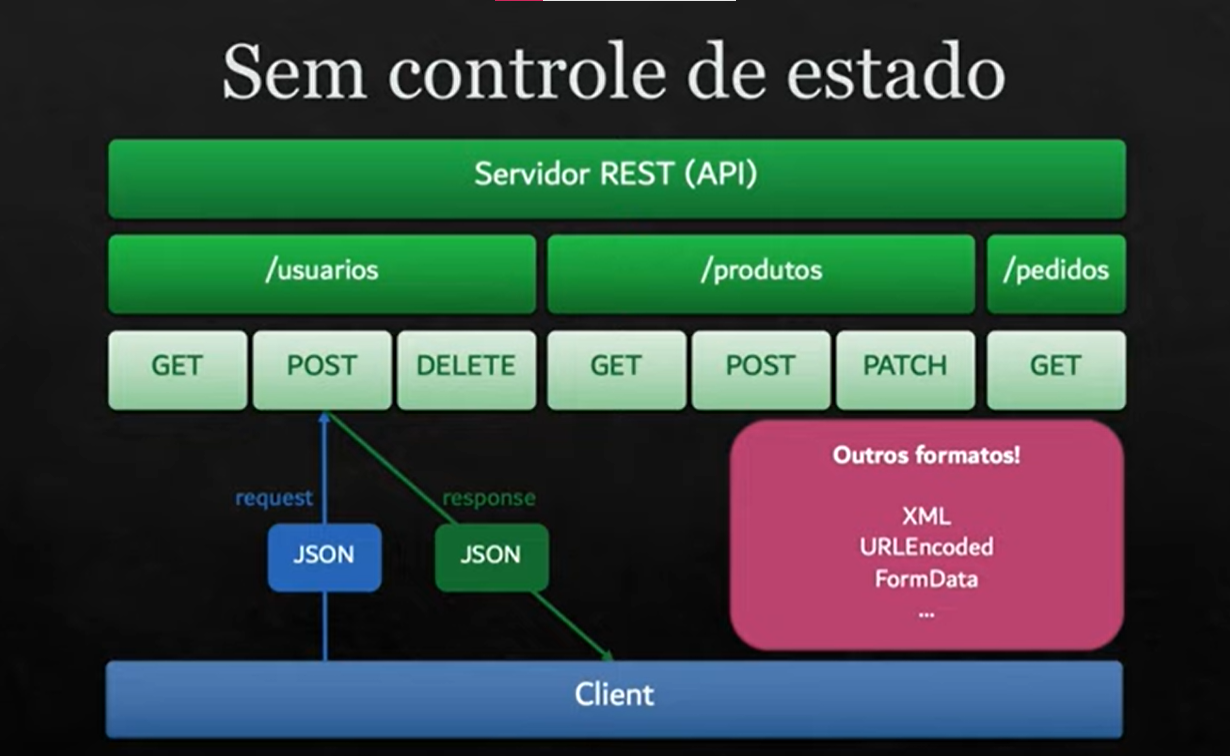 Sem controle de estado
Servidor REST (API)
/usuarios
/produtos
/pedidos
GET
POST
DELETE
GET
POST
PATCH
GET
Outros formatos!
request
response
XML
JSON
JSON
URLEncoded
FormData
...
Client